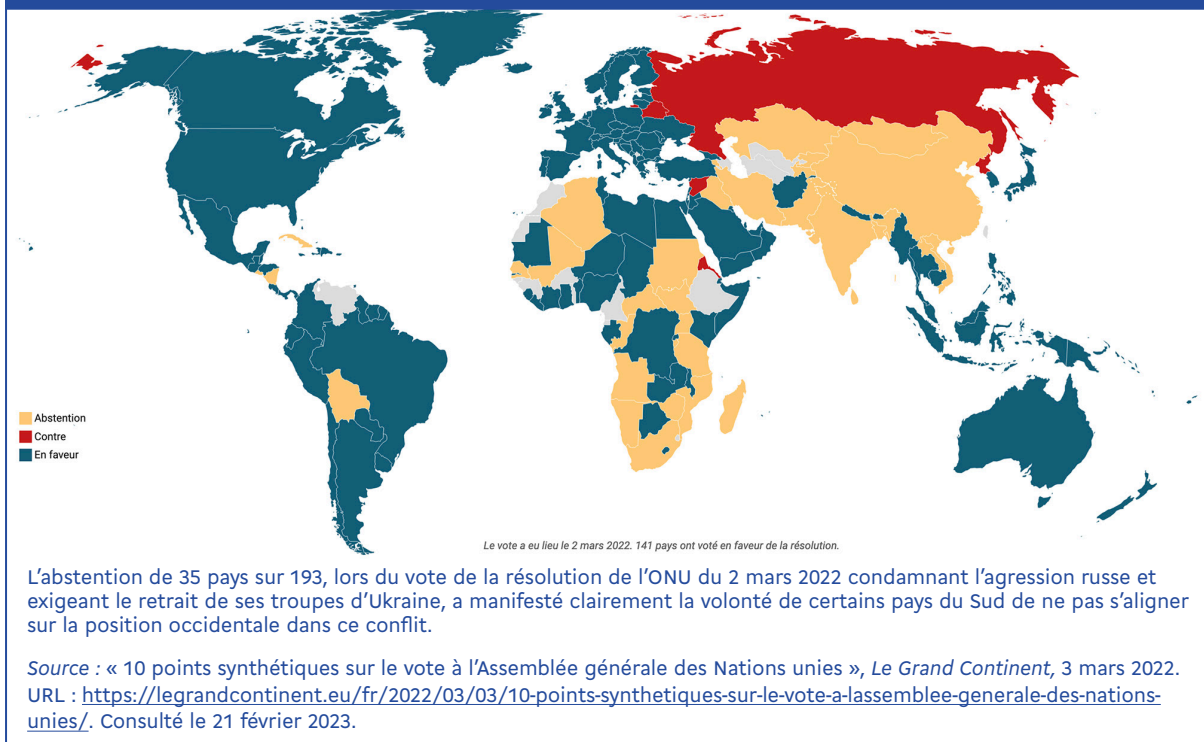 Abstention
Contre
En faveur
Le vote a eu lieu le 2 mars 2022. 141 pays ont voté en faveur de la résolution.
L’abstention de 35 pays sur 193, lors du vote de la résolution de l’ONU du 2 mars 2022 condamnant l’agression russe et
exigeant le retrait de ses troupes d’Ukraine, a manifesté clairement la volonté de certains pays du Sud de ne pas s’aligner
sur la position occidentale dans ce conflit.
Source : « 10 points synthétiques sur le vote à l’Assemblée générale des Nations unies », Le Grand Continent, 3 mars 2022.
URL : https://legrandcontinent.eu/fr/2022/03/03/10-points-synthetiques-sur-le-vote-a-lassemblee-generale-des-nations-
unies/. Consulté le 21 février 2023.